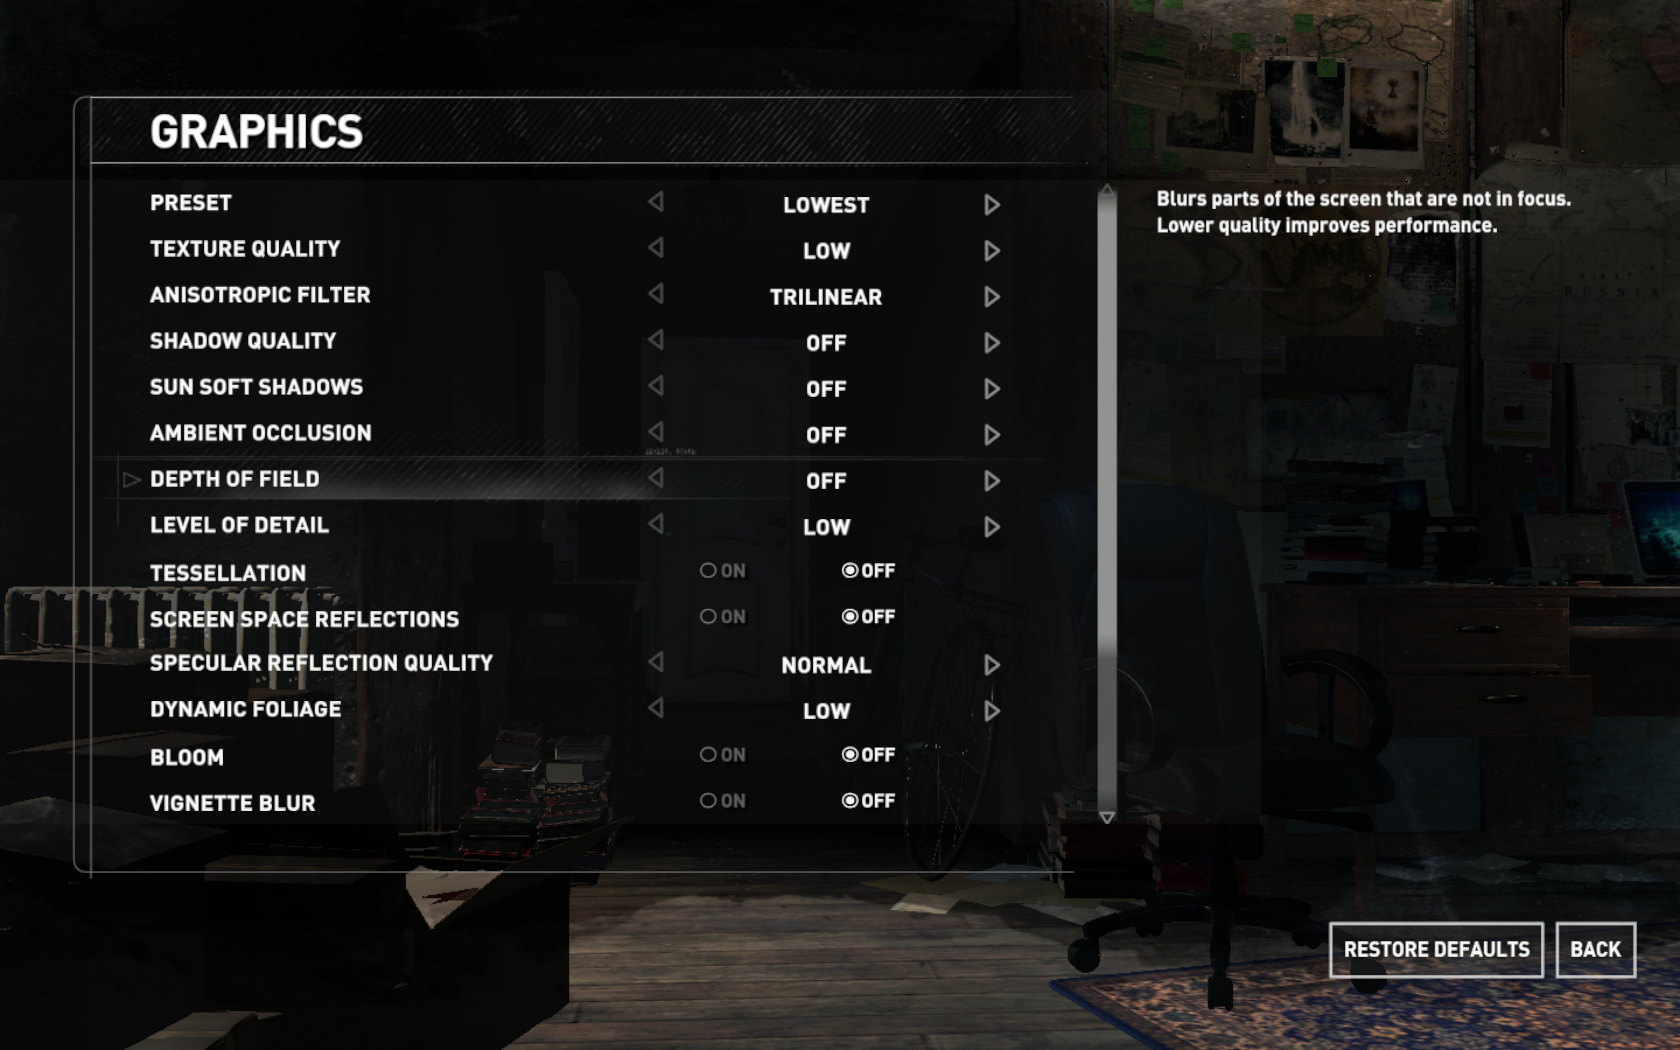 GRAPHICS
PRESET LOWEST
TEXTURE QUALITY LOW
ANISOTROPIC FILTER TRILINEAR
SHADOW QUALITY OFF
SUN SOFT SHADOWS OFF
AMBIENT OCCLUSION OFF
DEPTH OF FIELD OFF
LEVEL OF DETAIL LOW
TESSELLATION ON OFF
SCREEN SPACE REFLECTIONS ON OFF
SPECULAR REFLECTION QUALITY NORMAL
DYNAMIC FOLIAGE LOW
BLOOM ON OFF
VIGNETTE BLUR ON OFF
Blurs parts of the screen that are not in focus.
Lower quality improves performance.
RUSSIA
RESTORE DEFAULTS
BACK